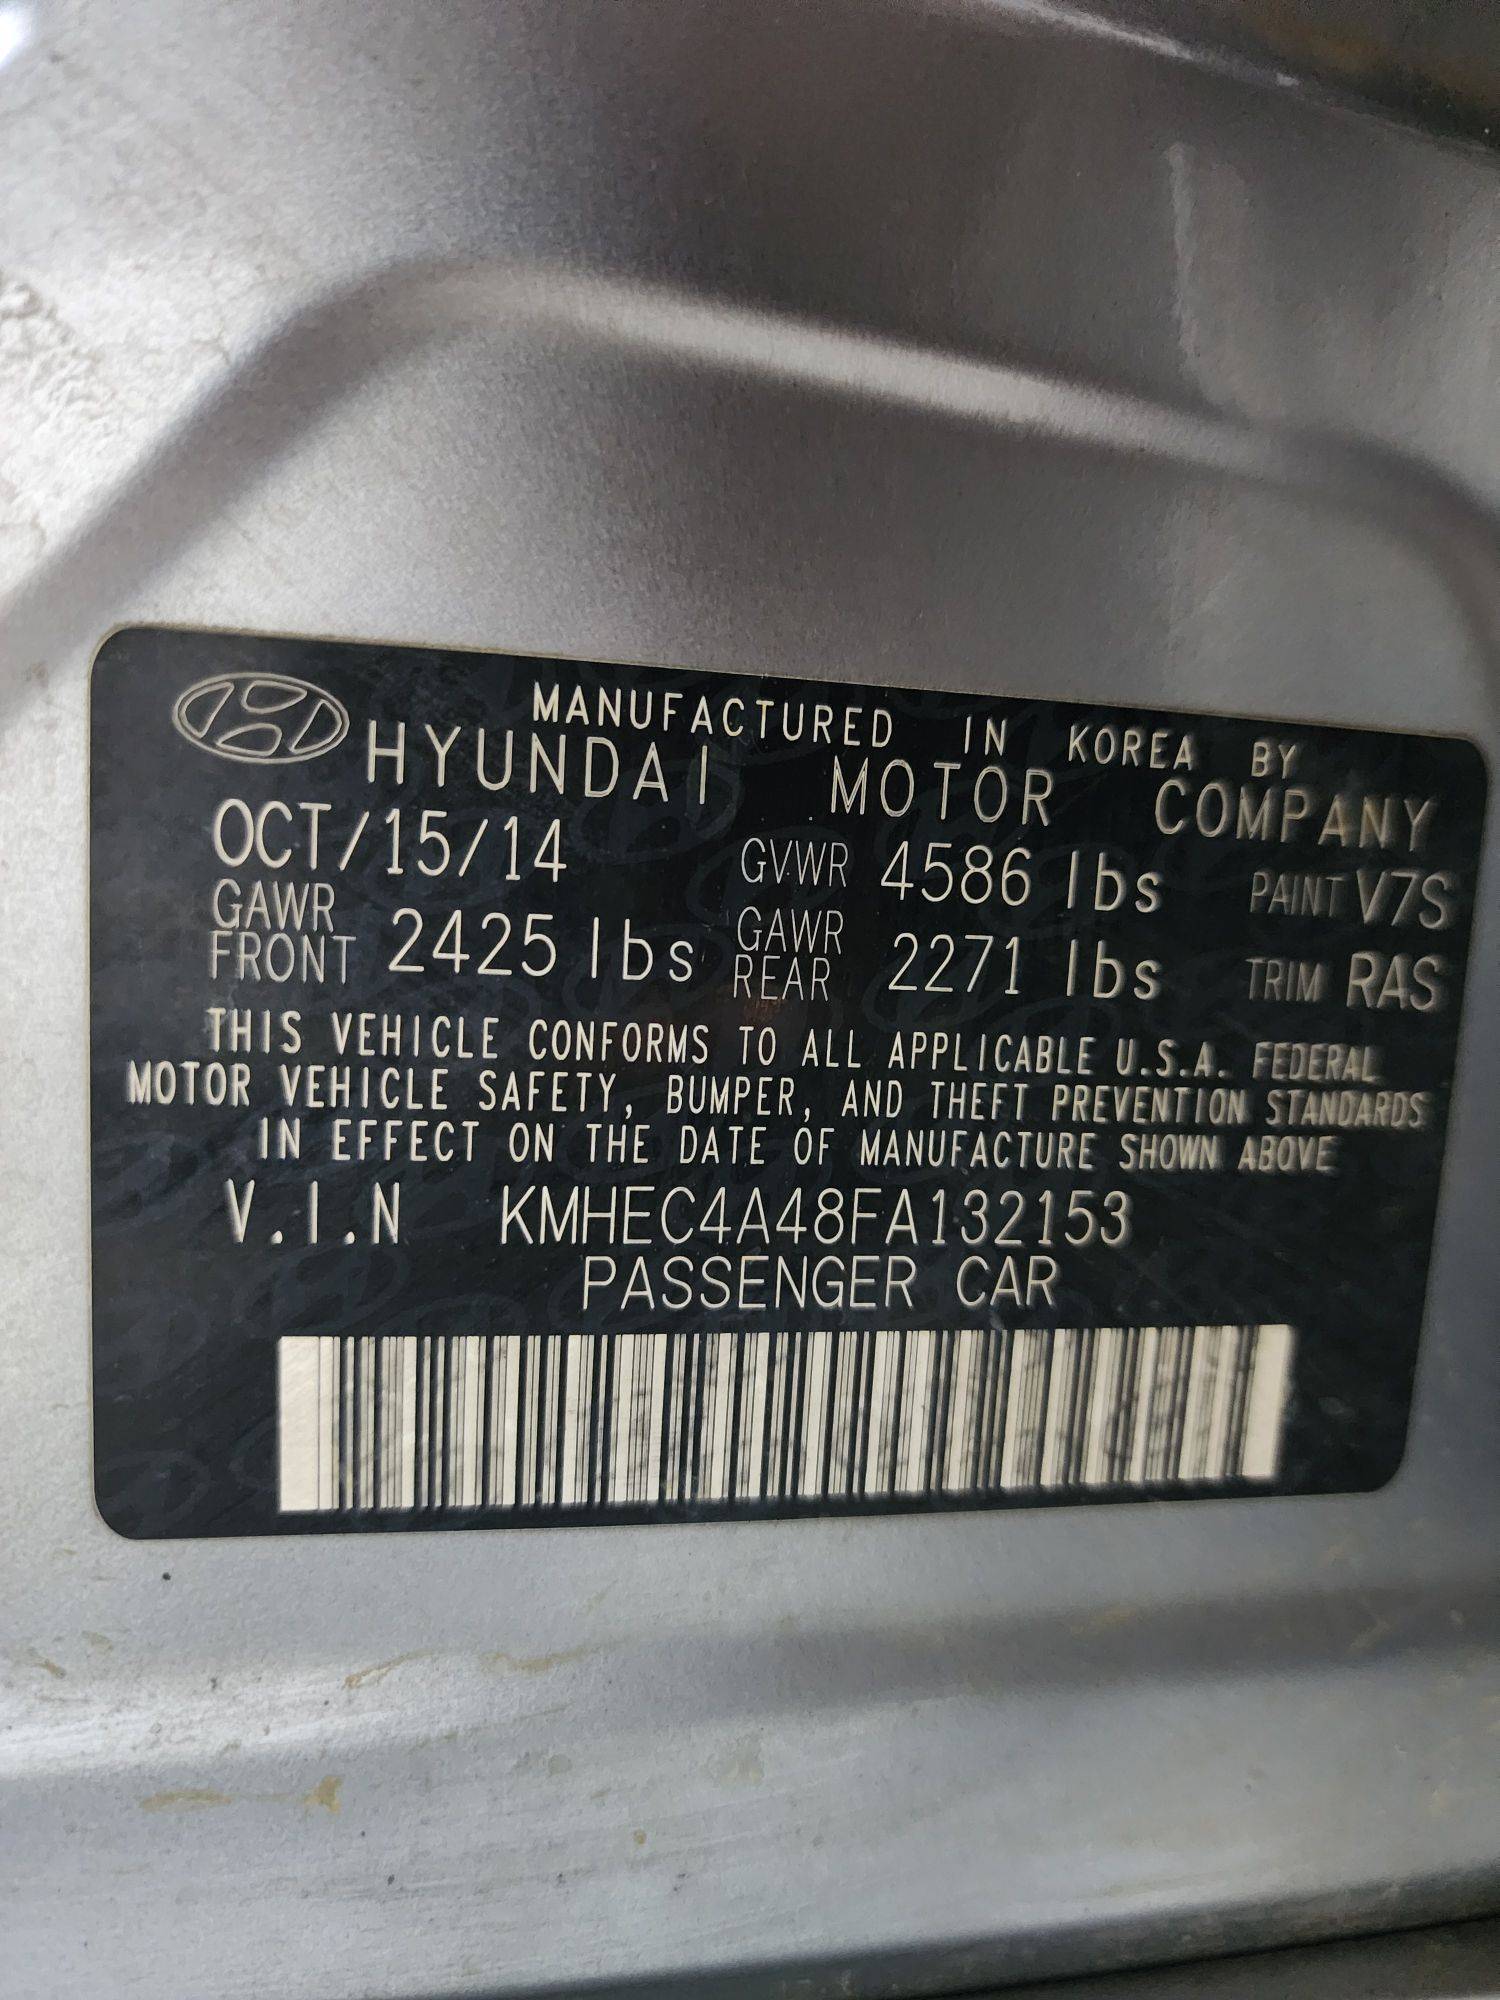 MANUFACTURED IN KOREA BY
HYUNDAI MOTOR COMPANY
OCT/15/14 GVWR 4586 lbs PAINT V7S
GAWR FRONT 2425 lbs GAWR REAR 2271 lbs TRIM RAS
THIS VEHICLE CONFORMS TO ALL APPLICABLE U.S.A. FEDERAL
MOTOR VEHICLE SAFETY, BUMPER, AND THEFT PREVENTION STANDARDS
IN EFFECT ON THE DATE OF MANUFACTURE SHOWN ABOVE
V.I.N KMHEC4A48FA132153
PASSENGER CAR